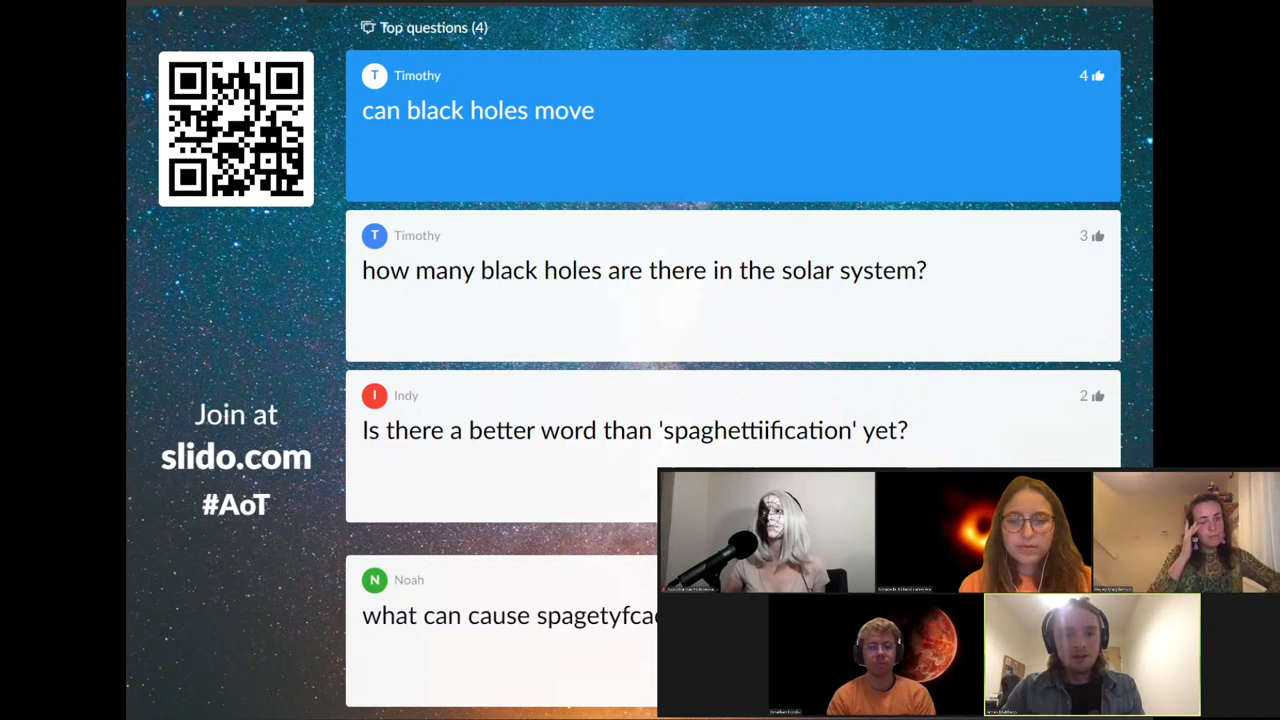 Top questions (4)
T Timothy 4
can black holes move
T Timothy 3
how many black holes are there in the solar system?
I Indy 2
Is there a better word than 'spaghettiification' yet?
N Noah
what can cause
Join at
slido.com
#AoT